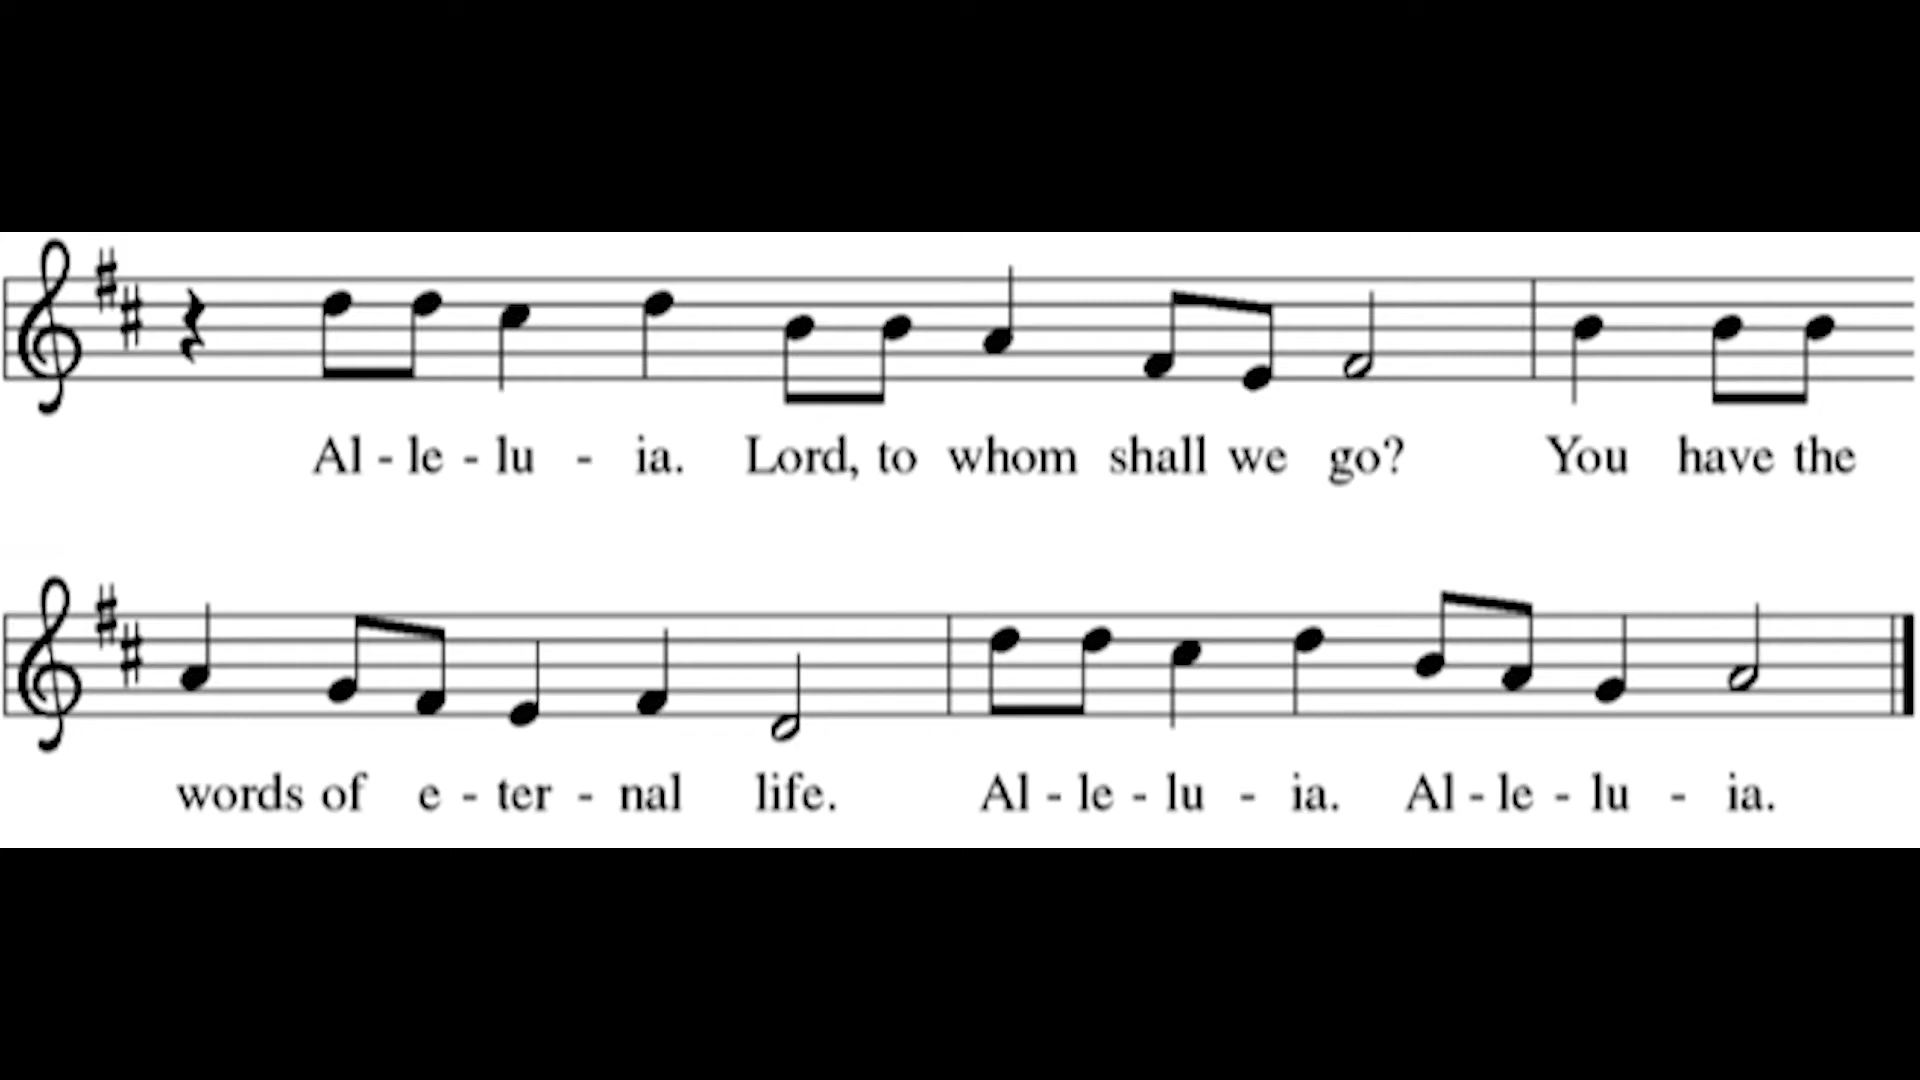 Al - le - lu - ia. Lord, to whom shall we go? You have the
words of e - ter - nal life. Al - le - lu - ia. Al - le - lu - ia.